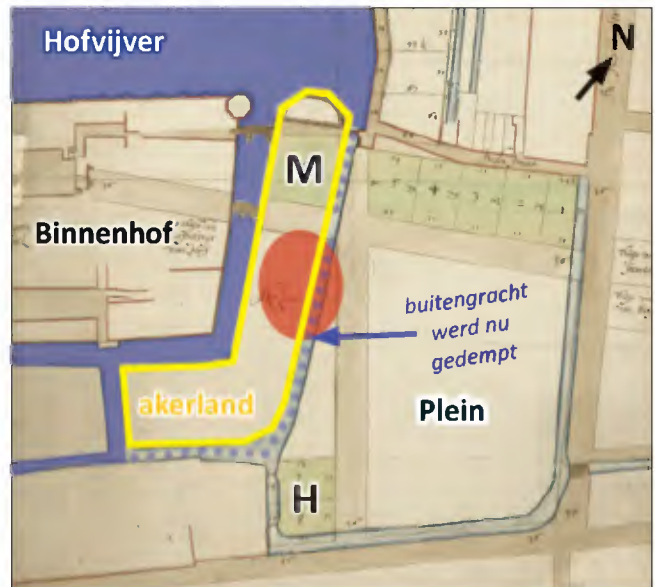 Hofvijver
N
M
Binnenhof
buitengracht
werd nu
gedempt
akerland
Plein
H